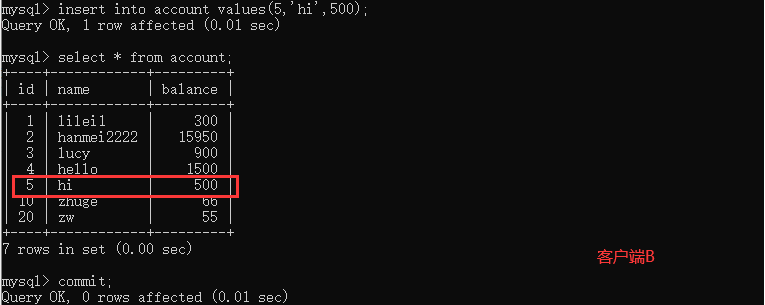 mysql> insert into account values(5,'hi',500);
Query OK, 1 row affected (0.01 sec)
mysql> select * from account;
+----+------------+---------+
| id | name       | balance |
+----+------------+---------+
|  1 | lilei1     |     300 |
|  2 | hanmei2222 |   15950 |
|  3 | lucy       |     900 |
|  4 | hello      |    1500 |
|  5 | hi         |     500 |
| 10 | zhuge      |      66 |
| 20 | zw         |      55 |
+----+------------+---------+
7 rows in set (0.00 sec)
客户端B
mysql> commit;
Query OK, 0 rows affected (0.01 sec)